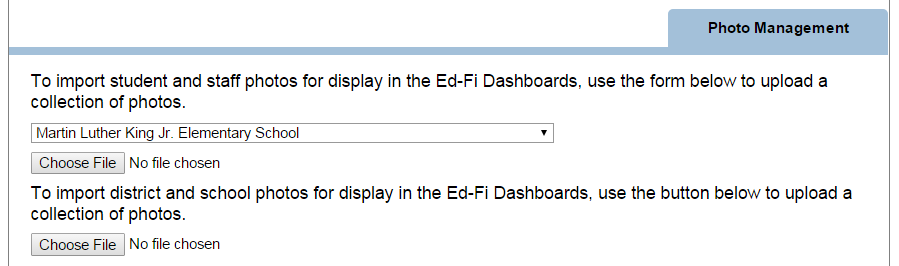 Photo Management
To import student and staff photos for display in the Ed-Fi Dashboards, use the form below to upload a
collection of photos.
Martin Luther King Jr. Elementary School
Choose File No file chosen
To import district and school photos for display in the Ed-Fi Dashboards, use the button below to upload a
collection of photos.
Choose File No file chosen